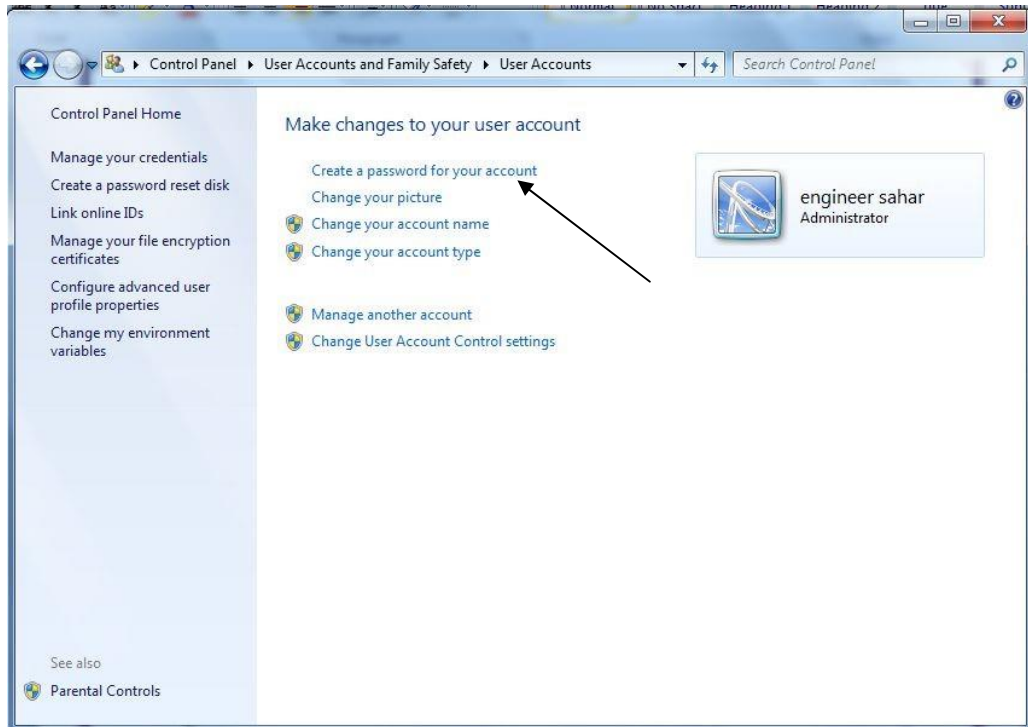 Control Panel ▸ User Accounts and Family Safety ▸ User Accounts
Search Control Panel
Control Panel Home
Manage your credentials
Create a password reset disk
Link online IDs
Manage your file encryption
certificates
Configure advanced user
profile properties
Change my environment
variables
See also
Parental Controls
Make changes to your user account
Create a password for your account
Change your picture
Change your account name
Change your account type
Manage another account
Change User Account Control settings
engineer sahar
Administrator